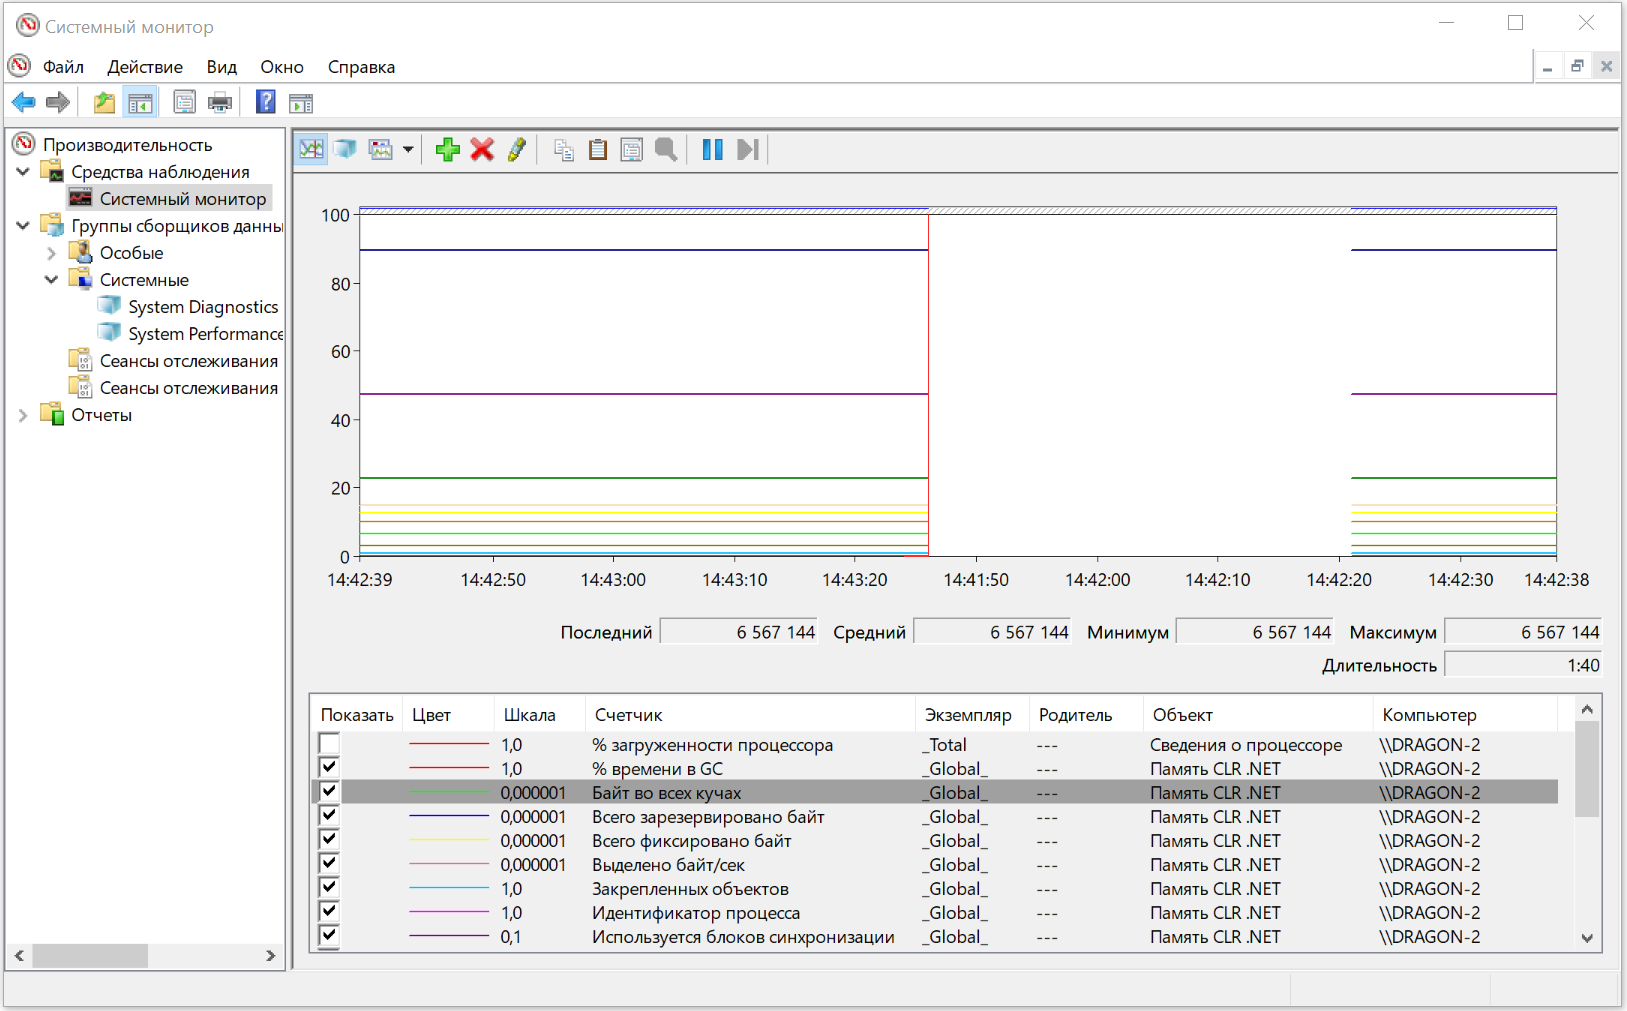 Системный монитор
Файл Действие Вид Окно Справка
Производительность
Средства наблюдения
Системный монитор
Группы сборщиков данны
Особые
Системные
System Diagnostics
System Performance
Сеансы отслеживания
Сеансы отслеживания
Отчеты
100
80
60
40
20
0
14:42:39 14:42:50 14:43:00 14:43:10 14:43:20 14:41:50 14:42:00 14:42:10 14:42:20 14:42:30 14:42:38
Последний 6 567 144 Средний 6 567 144 Минимум 6 567 144 Максимум 6 567 144
Длительность 1:40
Показать Цвет Шкала Счетчик Экземпляр Родитель Объект Компьютер
1,0 % загруженности процессора _Total --- Сведения о процессоре \\DRAGON-2
1,0 % времени в GC _Global_ --- Память CLR .NET \\DRAGON-2
0,000001 Байт во всех кучах _Global_ --- Память CLR .NET \\DRAGON-2
0,000001 Всего зарезервировано байт _Global_ --- Память CLR .NET \\DRAGON-2
0,000001 Всего фиксировано байт _Global_ --- Память CLR .NET \\DRAGON-2
0,000001 Выделено байт/сек _Global_ --- Память CLR .NET \\DRAGON-2
1,0 Закрепленных объектов _Global_ --- Память CLR .NET \\DRAGON-2
1,0 Идентификатор процесса _Global_ --- Память CLR .NET \\DRAGON-2
0,1 Используется блоков синхронизации _Global_ --- Память CLR .NET \\DRAGON-2